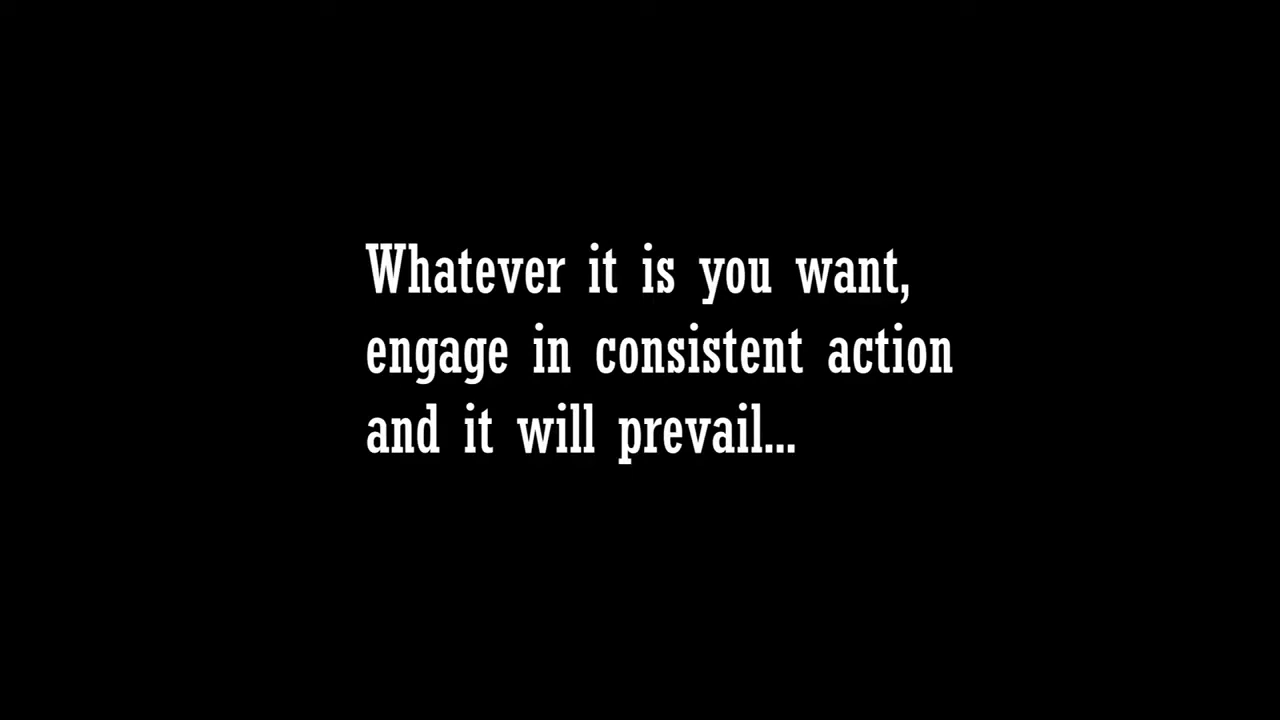 Whatever it is you want,
engage in consistent action
and it will prevail...